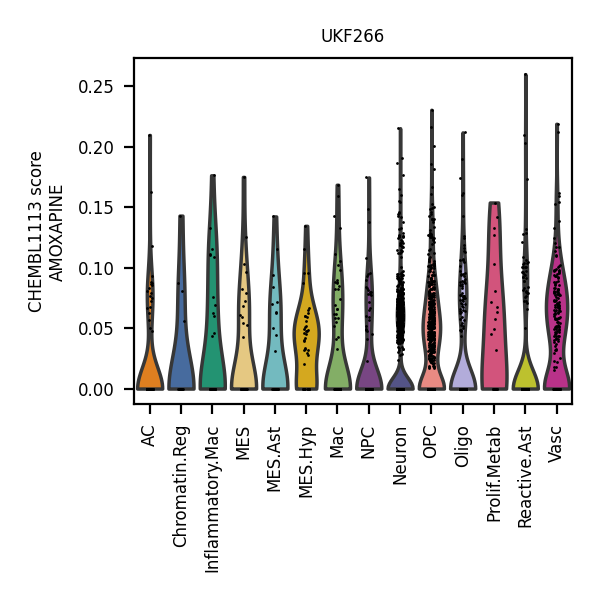 UKF266
CHEMBL1113 score
AMOXAPINE
0.25
0.20
0.15
0.10
0.05
0.00
AC
Chromatin.Reg
Inflammatory.Mac
MES
MES.Ast
MES.Hyp
Mac
NPC
Neuron
OPC
Oligo
Prolif.Metab
Reactive.Ast
Vasc